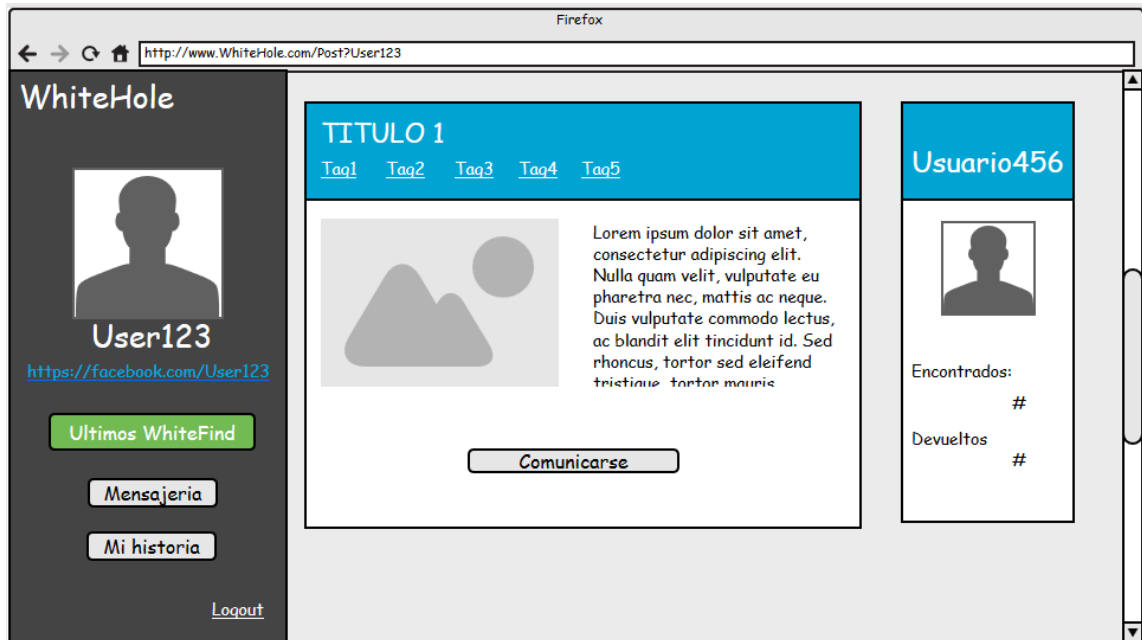 Firefox
http://www.WhiteHole.com/Post?User123
WhiteHole
User123
https://facebook.com/User123
Ultimos WhiteFind
Mensajeria
Mi historia
Logout
TITULO 1
Tag1 Tag2 Tag3 Tag4 Tag5
Lorem ipsum dolor sit amet,
consectetur adipiscing elit.
Nulla quam velit, vulputate eu
pharetra nec, mattis ac neque.
Duis vulputate commodo lectus,
ac blandit elit tincidunt id. Sed
rhoncus, tortor sed eleifend
tristique, tortor mauris
Comunicarse
Usuario456
Encontrados:
#
Devueltos
#